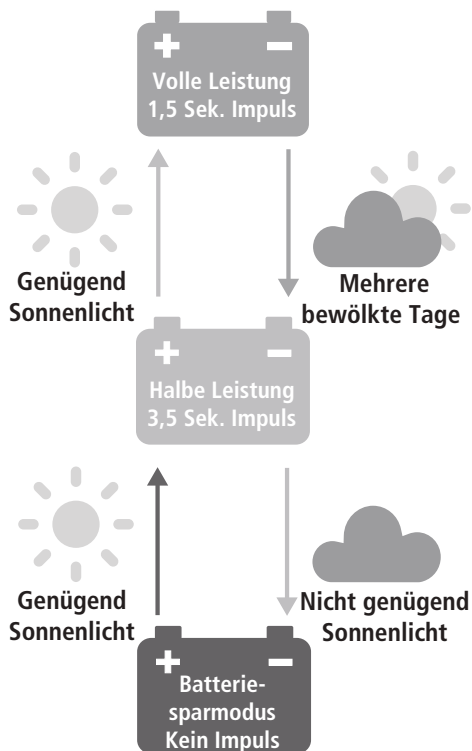 + −
Volle Leistung
1,5 Sek. Impuls
Genügend
Sonnenlicht
Mehrere
bewölkte Tage
+ −
Halbe Leistung
3,5 Sek. Impuls
Genügend
Sonnenlicht
Nicht genügend
Sonnenlicht
+ −
Batterie-
sparmodus
Kein Impuls